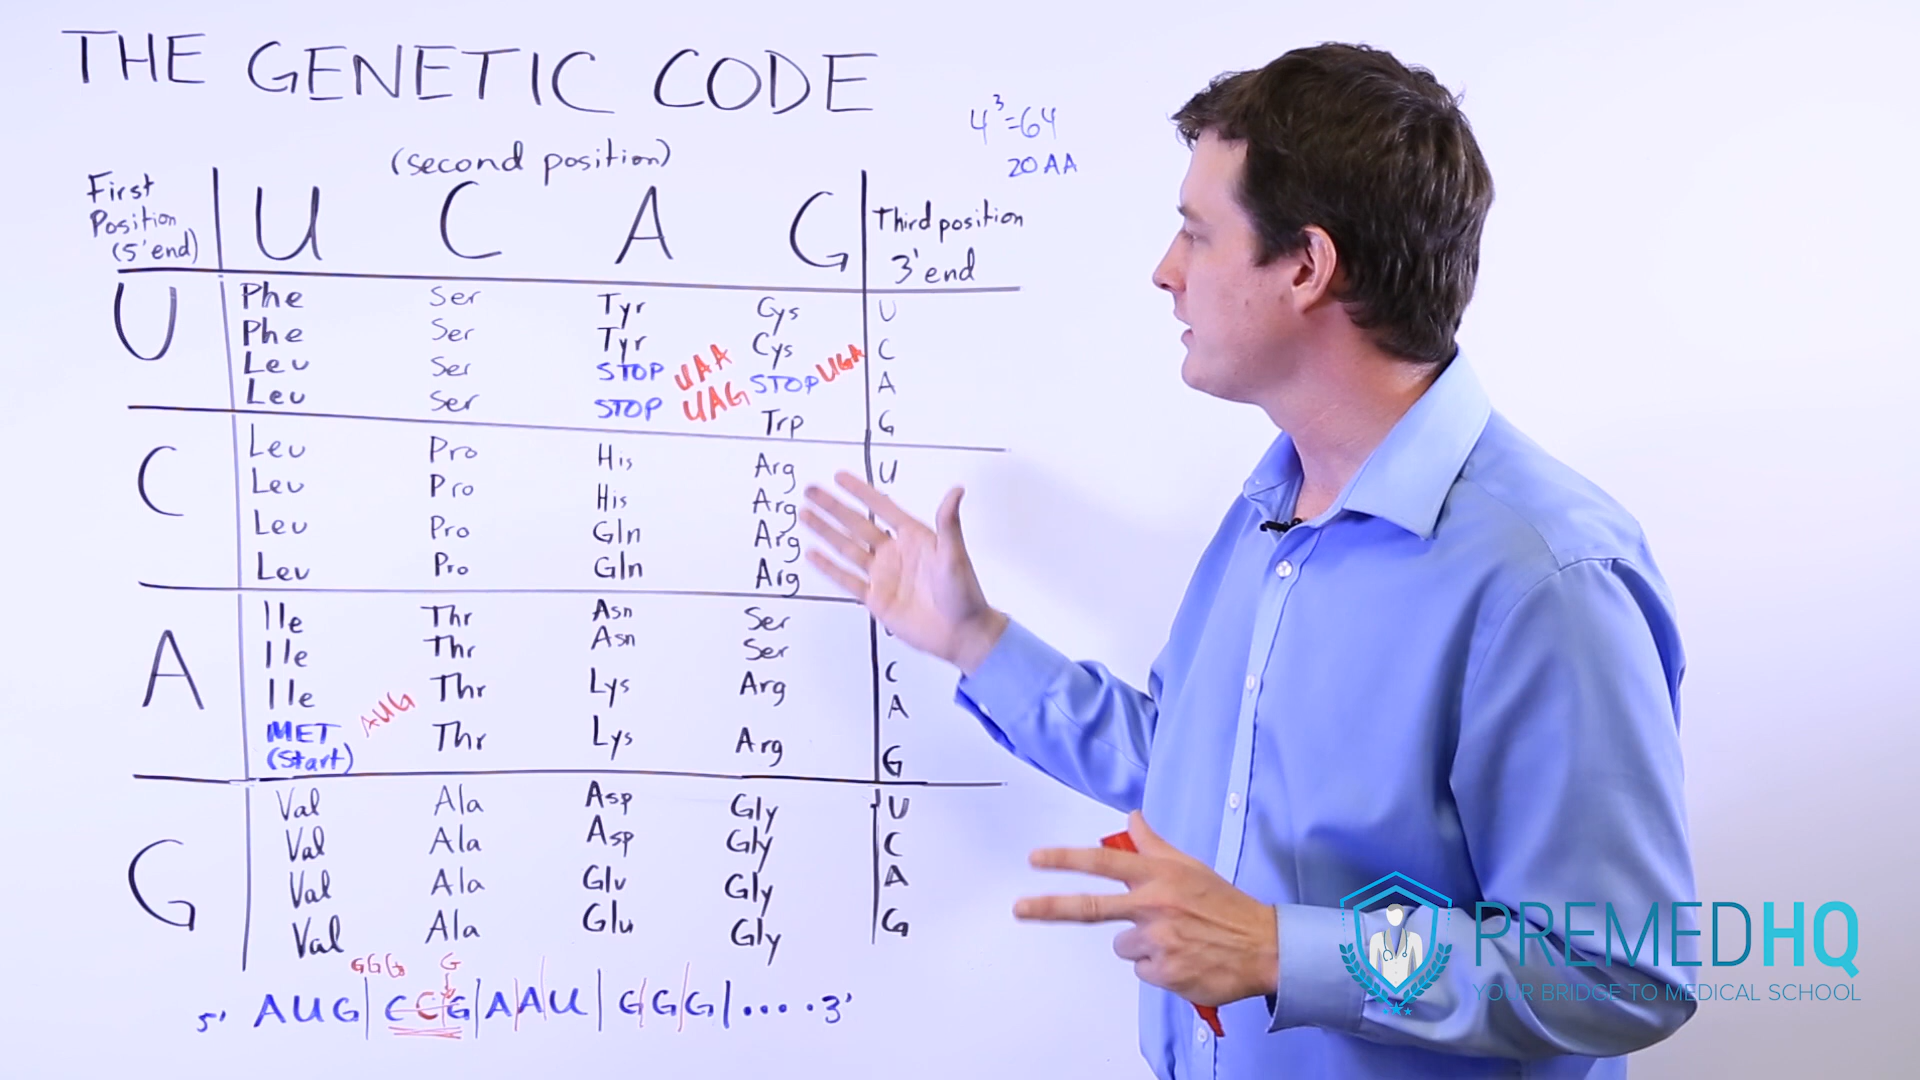 THE GENETIC CODE
4³=64
20 AA
(second position)
First Position (5' end)
U C A G
Third position 3' end
U
Phe Ser Tyr Cys U
Phe Ser Tyr Cys C
Leu Ser STOP UAA STOP UGA A
Leu Ser STOP UAG Trp G
C
Leu Pro His Arg U
Leu Pro His Arg
Leu Pro Gln Arg
Leu Pro Gln Arg
A
Ile Thr Asn Ser
Ile Thr Asn Ser C
Ile Thr Lys Arg A
MET AUG Thr Lys Arg G
(Start)
G
Val Ala Asp Gly U
Val Ala Asp Gly C
Val Ala Glu Gly A
Val Ala Glu Gly G
GGG G
5' AUG|CCG|AAU|GGG|....3'
PREMEDHQ
YOUR BRIDGE TO MEDICAL SCHOOL